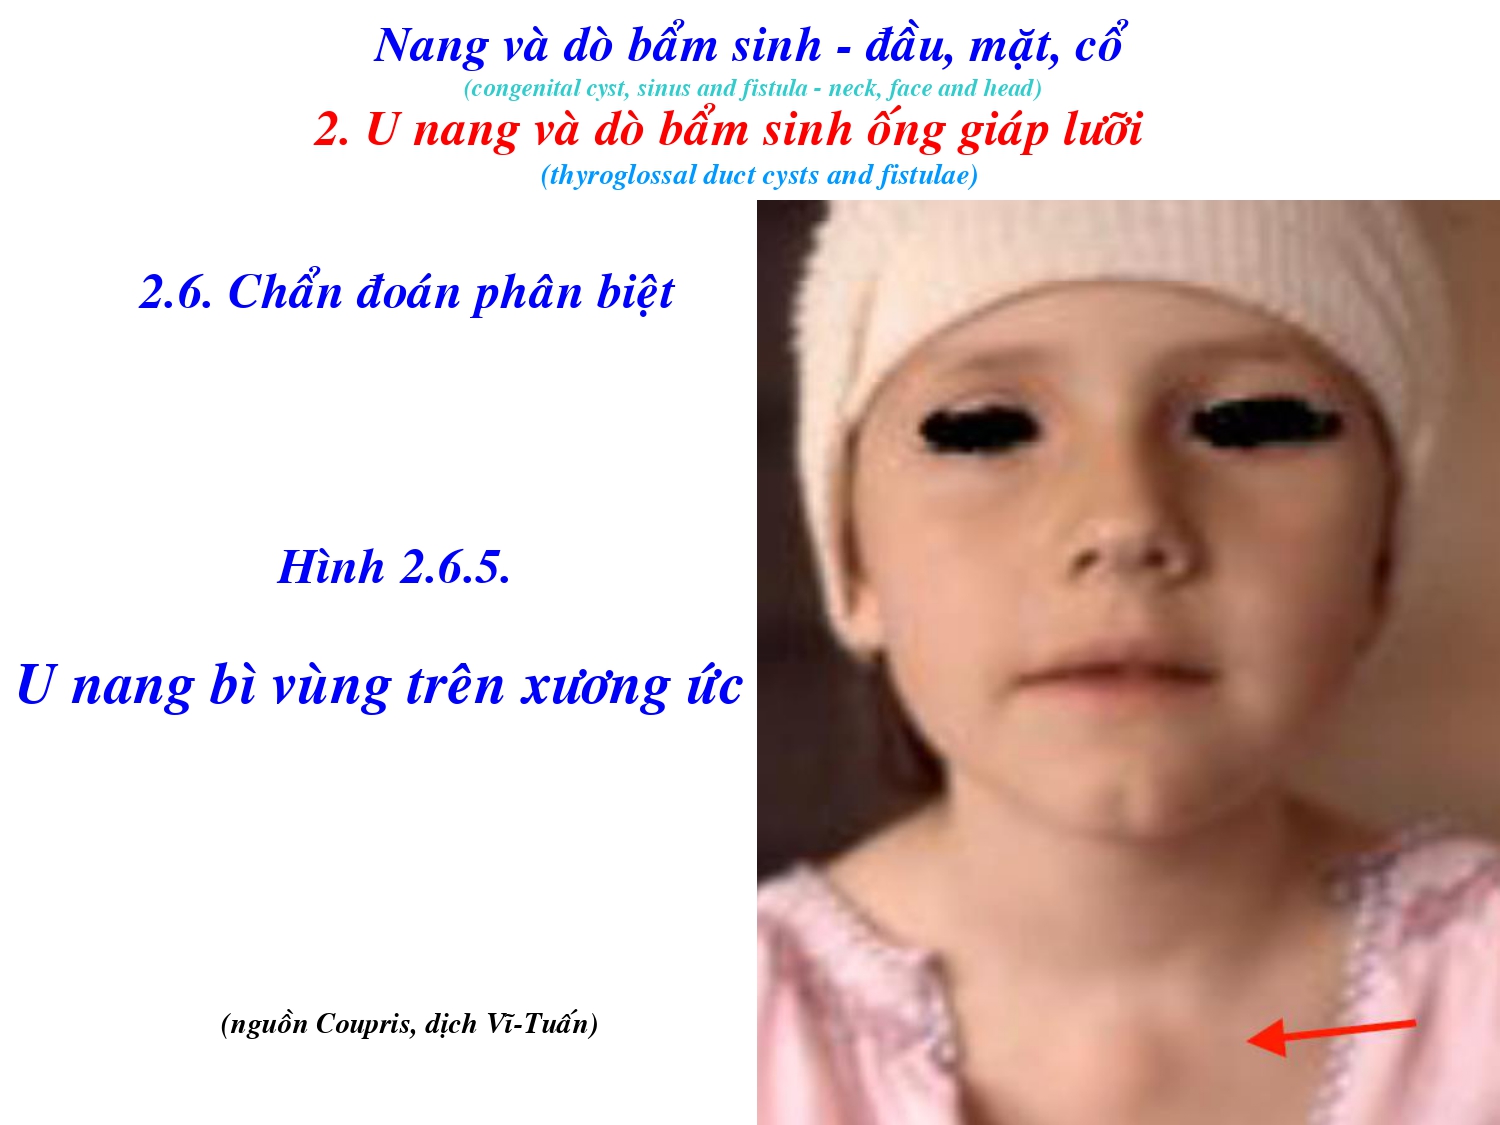 Nang và dò bẩm sinh - đầu, mặt, cổ
(congenital cyst, sinus and fistula - neck, face and head)
2. U nang và dò bẩm sinh ống giáp lưỡi
(thyroglossal duct cysts and fistulae)
2.6. Chẩn đoán phân biệt
Hình 2.6.5.
U nang bì vùng trên xương ức
(nguồn Coupris, dịch Vĩ-Tuấn)